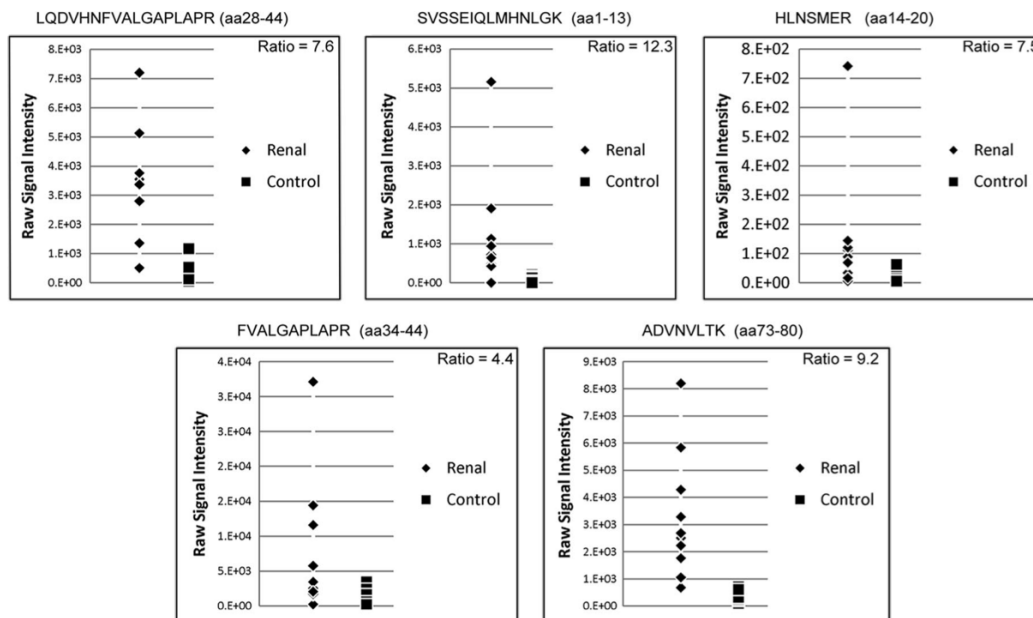 LQDVHNFVALGAPLAPR (aa28-44)
Ratio = 7.6
Raw Signal Intensity
8.E+03
7.E+03
6.E+03
5.E+03
4.E+03
3.E+03
2.E+03
1.E+03
0.E+00
Renal
Control
SVSSEIQLMHNLGK (aa1-13)
Ratio = 12.3
Raw Signal Intensity
6.E+03
5.E+03
4.E+03
3.E+03
2.E+03
1.E+03
0.E+00
Renal
Control
HLNSMER (aa14-20)
Ratio = 7.5
Raw Signal Intensity
8.E+02
7.E+02
6.E+02
5.E+02
4.E+02
3.E+02
2.E+02
1.E+02
0.E+00
Renal
Control
FVALGAPLAPR (aa34-44)
Ratio = 4.4
Raw Signal Intensity
4.E+04
3.E+04
3.E+04
2.E+04
2.E+04
1.E+04
5.E+03
0.E+00
Renal
Control
ADVNVLTK (aa73-80)
Ratio = 9.2
Raw Signal Intensity
9.E+03
8.E+03
7.E+03
6.E+03
5.E+03
4.E+03
3.E+03
2.E+03
1.E+03
0.E+00
Renal
Control